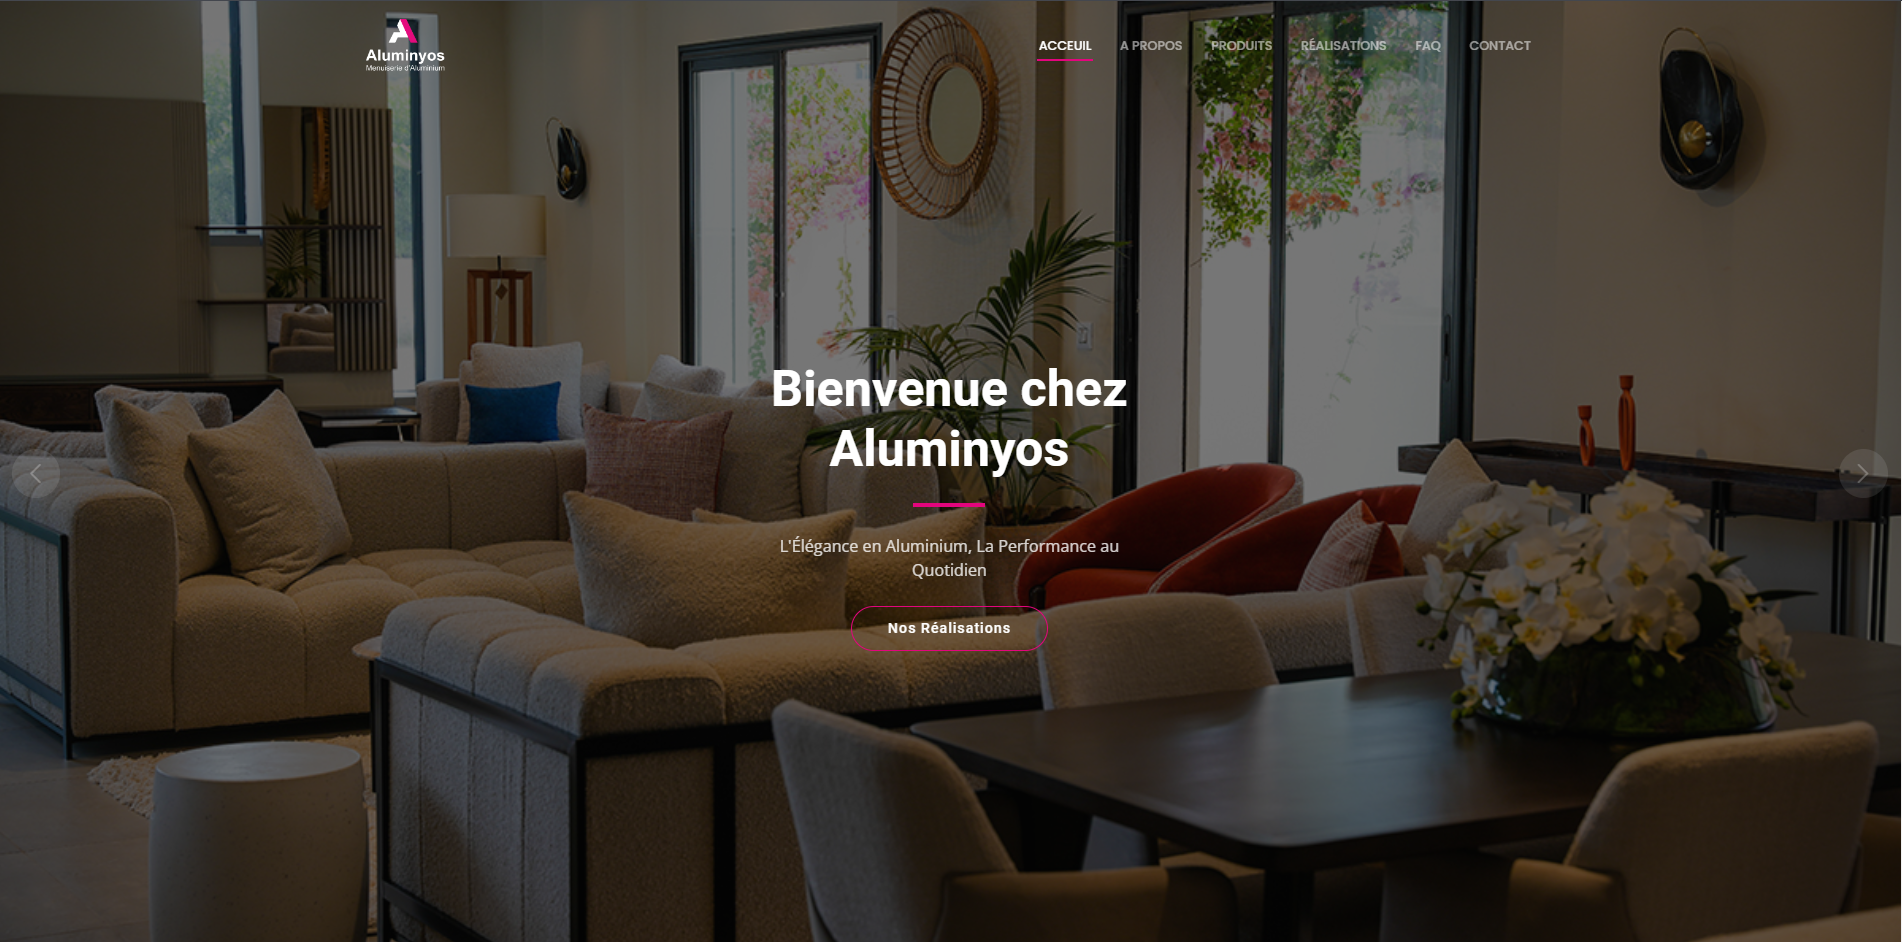 Aluminyos
Menuiserie d'Aluminium
ACCEUIL
A PROPOS
PRODUITS
RÉALISATIONS
FAQ
CONTACT
Bienvenue chez
Aluminyos
L'Élégance en Aluminium, La Performance au
Quotidien
Nos Réalisations